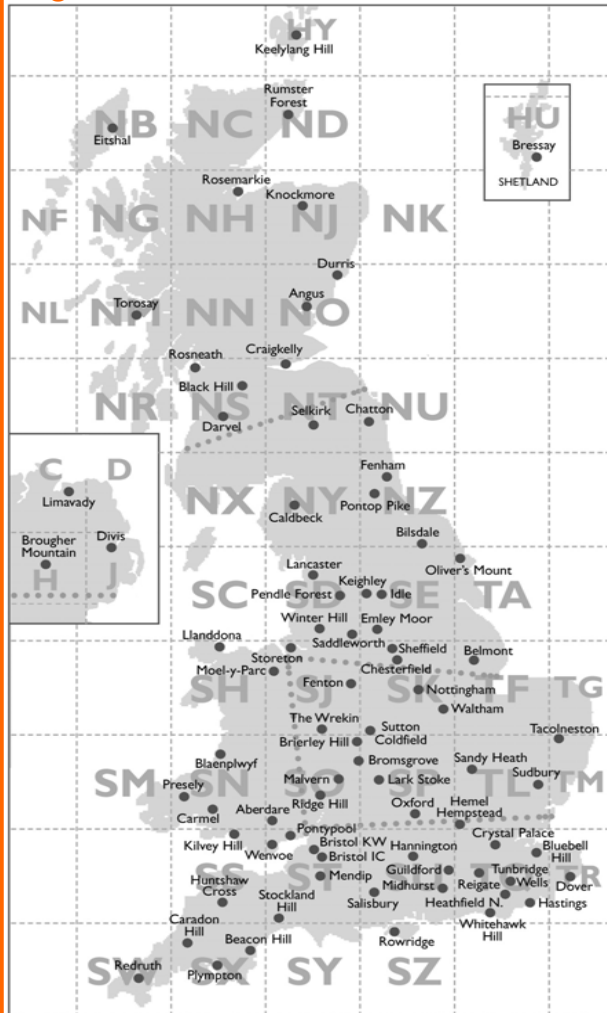 HY
Keelylang Hill
Rumster
Forest
NB
NC
ND
Eitshal
HU
Bressay
SHETLAND
Rosemarkie
Knockmore
NF
NG
NH
NJ
NK
Durris
Torosay
Angus
NL
NM
NN
NO
Rosneath
Craigkelly
Black Hill
NR
NS
NT
NU
Darvel
Selkirk
Chatton
C
D
Limavady
Fenham
NX
NY
NZ
Pontop Pike
Caldbeck
Brougher
Mountain
Divis
H
J
Bilsdale
Oliver's Mount
Lancaster
Keighley
SC
SD
SE
TA
Pendle Forest
Idle
Winter Hill
Emley Moor
Llanddona
Saddleworth
Sheffield
Belmont
Storeton
Chesterfield
Moel-y-Parc
SH
SJ
SK
TF
TG
Fenton
Nottingham
Waltham
The Wrekin
Sutton
Coldfield
Tacolneston
Brierley Hill
Blaenplwyf
Bromsgrove
Sandy Heath
SM
SN
SO
SP
TL
TM
Presely
Malvern
Lark Stoke
Sudbury
Carmel
Aberdare
Ridge Hill
Oxford
Hemel
Hempstead
Pontypool
Crystal Palace
Kilvey Hill
Wenvoe
Bristol KW
Bristol IC
Hannington
Bluebell
Hill
SS
ST
SU
TQ
TR
Huntshaw
Cross
Mendip
Guildford
Tunbridge
Wells
Stockland
Hill
Salisbury
Midhurst
Reigate
Dover
Heathfield N.
Hastings
Caradon
Hill
Beacon Hill
Rowridge
Whitehawk
Hill
SW
SX
SY
SZ
Redruth
Plympton